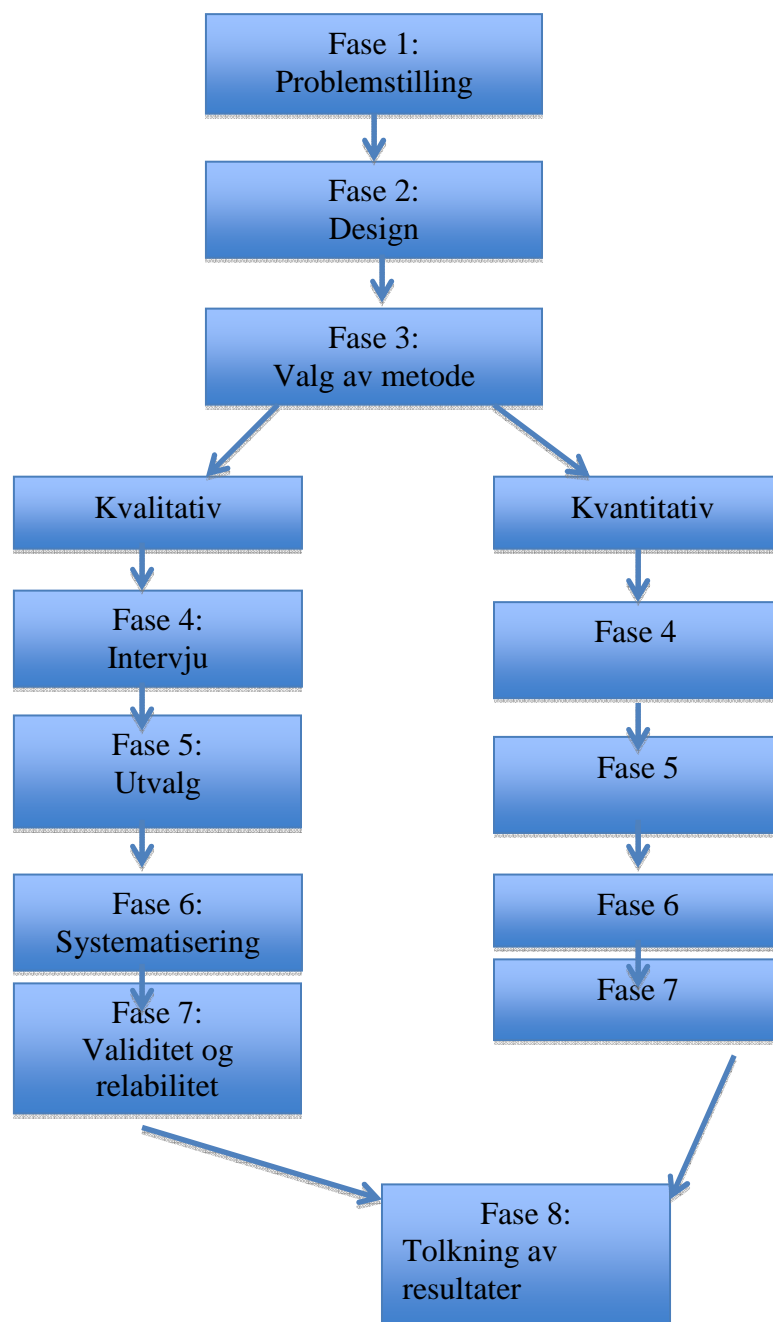 Fase 1:
Problemstilling
Fase 2:
Design
Fase 3:
Valg av metode
Kvalitativ
Kvantitativ
Fase 4:
Intervju
Fase 4
Fase 5:
Utvalg
Fase 5
Fase 6:
Systematisering
Fase 6
Fase 7:
Validitet og
relabilitet
Fase 7
Fase 8:
Tolkning av
resultater